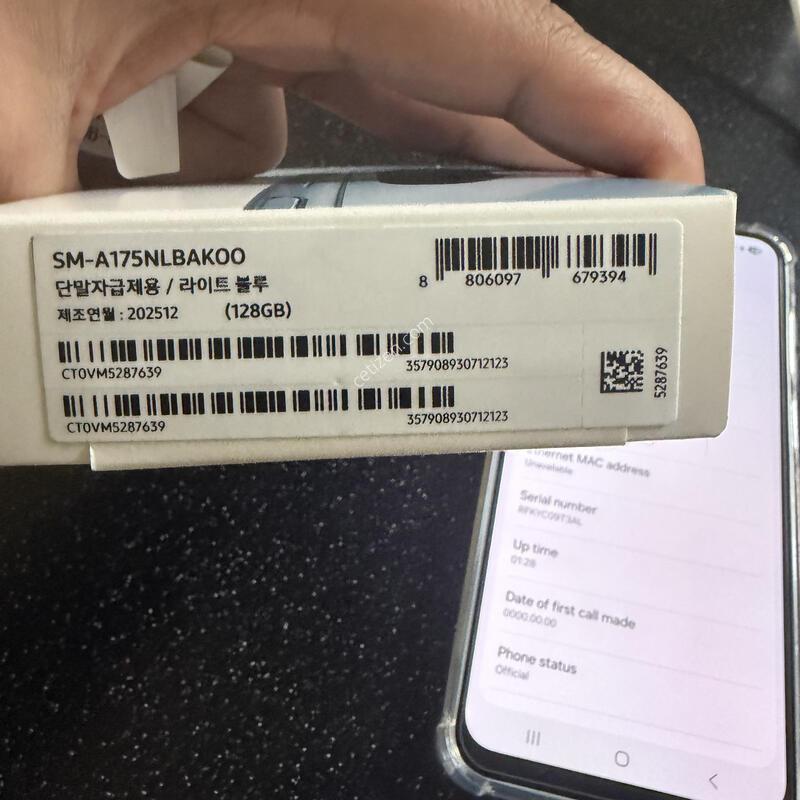 SM-A175NLBAKOO
단말자급제용 / 라이트 블루
제조연월 : 202512 (128GB)
8 806097 679394
CT0VM5287639 357908930712123
CT0VM5287639 357908930712123
5287639
cetizen.com
Ethernet MAC address
Unavailable
Serial number
RFKYC09T3AL
Up time
01:28
Date of first call made
0000.00.00
Phone status
Official